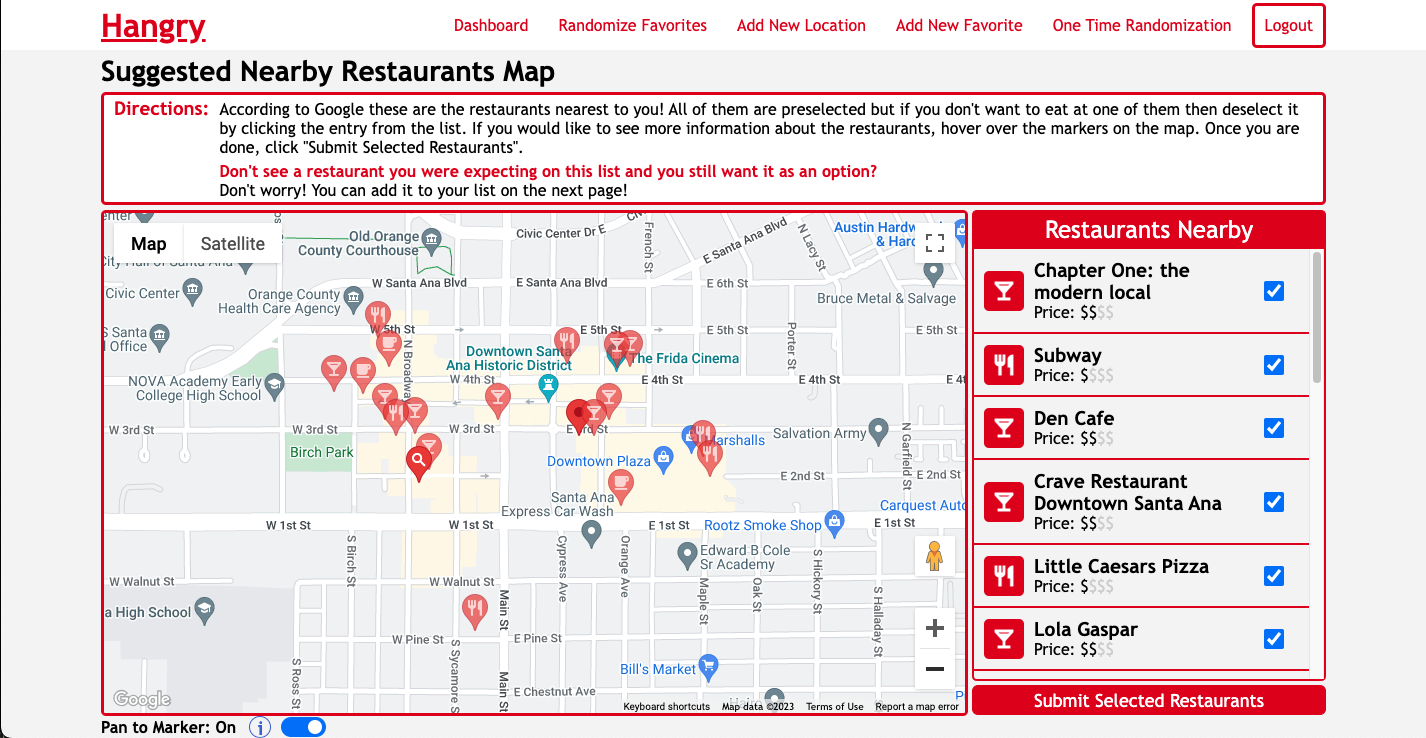 Hangry
Dashboard
Randomize Favorites
Add New Location
Add New Favorite
One Time Randomization
Logout
Suggested Nearby Restaurants Map
Directions:
According to Google these are the restaurants nearest to you! All of them are preselected but if you don't want to eat at one of them then deselect it
by clicking the entry from the list. If you would like to see more information about the restaurants, hover over the markers on the map. Once you are
done, click "Submit Selected Restaurants".
Don't see a restaurant you were expecting on this list and you still want it as an option?
Don't worry! You can add it to your list on the next page!
Map
Satellite
Old Orange
County Courthouse
Civic Center Dr E
French St
E Santa Ana Blvd
N Lacy St
Austin Hardw
Civic Center
W Santa Ana Blvd
E Santa Ana Blvd
E 6th St
Bruce Metal & Salvage
Orange County
Health Care Agency
Santa
Office
W 5th St
E 5th St
E 5th St
E 5th St
N Broadway
Porter St
Downtown Santa
Ana Historic District
The Frida Cinema
NOVA Academy Early
College High School
W 4th St
E 4th St
E 4th St
E 4t
W 3rd St
W 3rd St
E 3rd St
Salvation Army
N Garfield St
Birch Park
Marshalls
Downtown Plaza
E 2nd St
E 2nd St
Santa Ana
Express Car Wash
Carquest Auto
W 1st St
W 1st St
E 1st St
Rootz Smoke Shop
E 1st St
S Birch St
Cypress Ave
Orange Ave
Edward B Cole
Sr Academy
S Hickory St
W Walnut St
W Walnut St
Maple St
Oak St
S Halladay St
a High School
Main St
W Pine St
E Pine St
S Ross St
S Sycamore St
Main St
Bill's Market
E Chestnut Ave
Google
Keyboard shortcuts
Map data ©2023
Terms of Use
Report a map error
Restaurants Nearby
Chapter One: the
modern local
Price: $$$$
Subway
Price: $$$$
Den Cafe
Price: $$$$
Crave Restaurant
Downtown Santa Ana
Price: $$$$
Little Caesars Pizza
Price: $$$$
Lola Gaspar
Price: $$$$
Submit Selected Restaurants
Pan to Marker: On